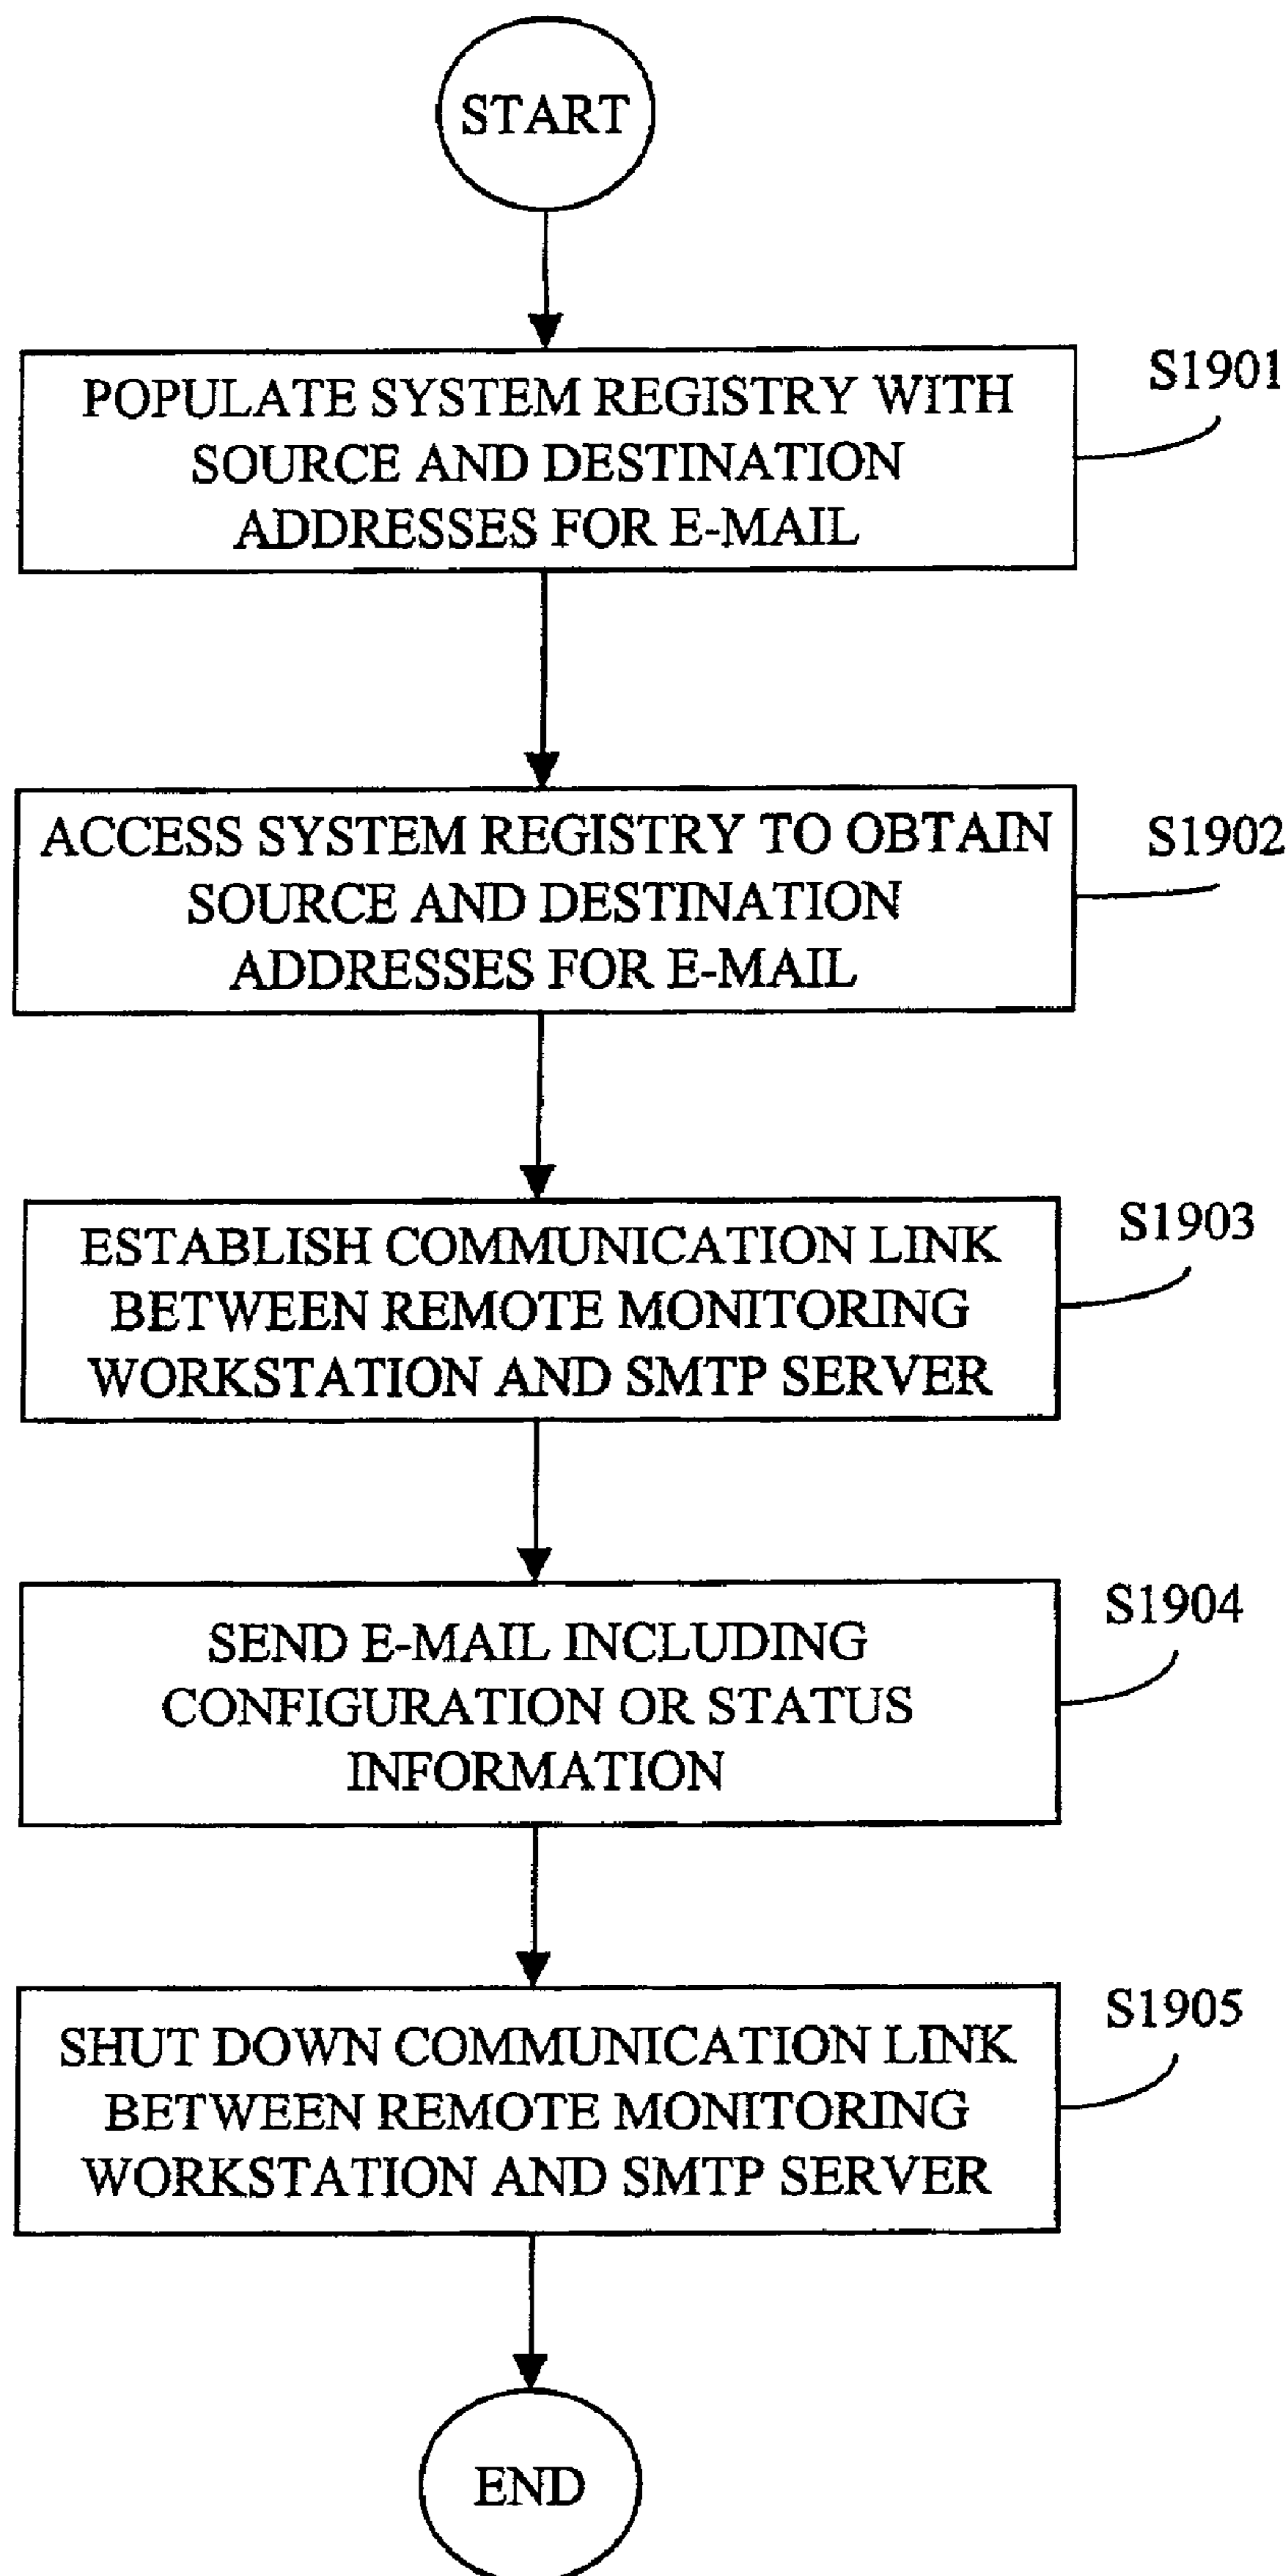 START
POPULATE SYSTEM REGISTRY WITH
SOURCE AND DESTINATION
ADDRESSES FOR E-MAIL
S1901
ACCESS SYSTEM REGISTRY TO OBTAIN
SOURCE AND DESTINATION
ADDRESSES FOR E-MAIL
S1902
ESTABLISH COMMUNICATION LINK
BETWEEN REMOTE MONITORING
WORKSTATION AND SMTP SERVER
S1903
SEND E-MAIL INCLUDING
CONFIGURATION OR STATUS
INFORMATION
S1904
SHUT DOWN COMMUNICATION LINK
BETWEEN REMOTE MONITORING
WORKSTATION AND SMTP SERVER
S1905
END